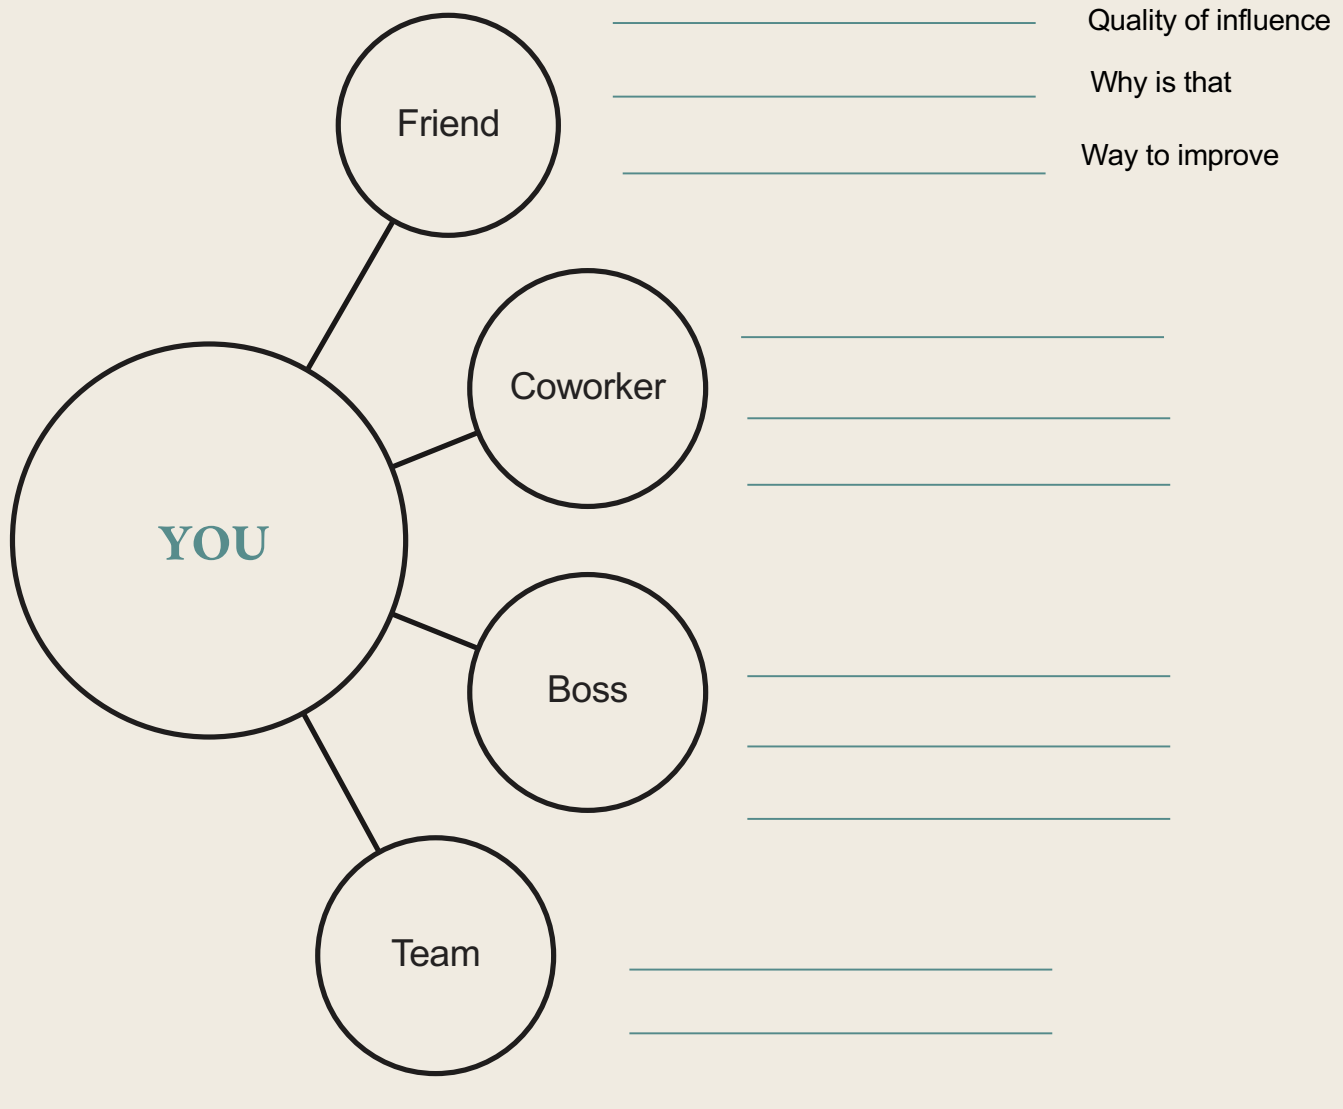 Quality of influence
Friend
Why is that
Way to improve
Coworker
YOU
Boss
Team